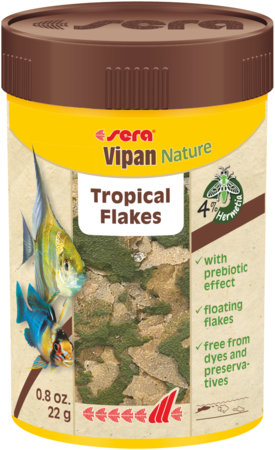 sera
sera
Vipan Nature
Tropical
Flakes
4% Hermetia
✓ with
prebiotic
effect
✓ floating
flakes
✓ free from
dyes and
preserva-
tives
0.8 oz.
22 g